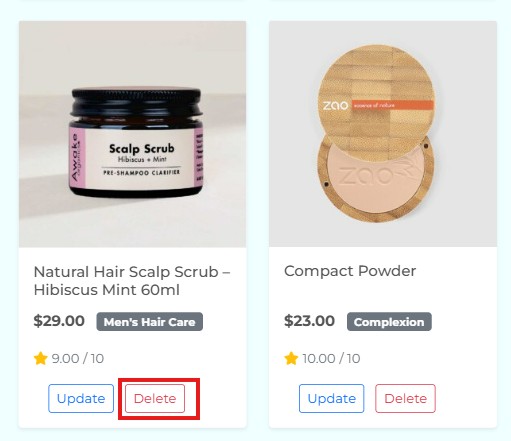 Awake
organics
Scalp Scrub
Hibiscus + Mint
PRE-SHAMPOO CLARIFIER
Natural Hair Scalp Scrub –
Hibiscus Mint 60ml
$29.00 Men's Hair Care
9.00 / 10
Update Delete
zao essence of nature
zao
Compact Powder
$23.00 Complexion
10.00 / 10
Update Delete